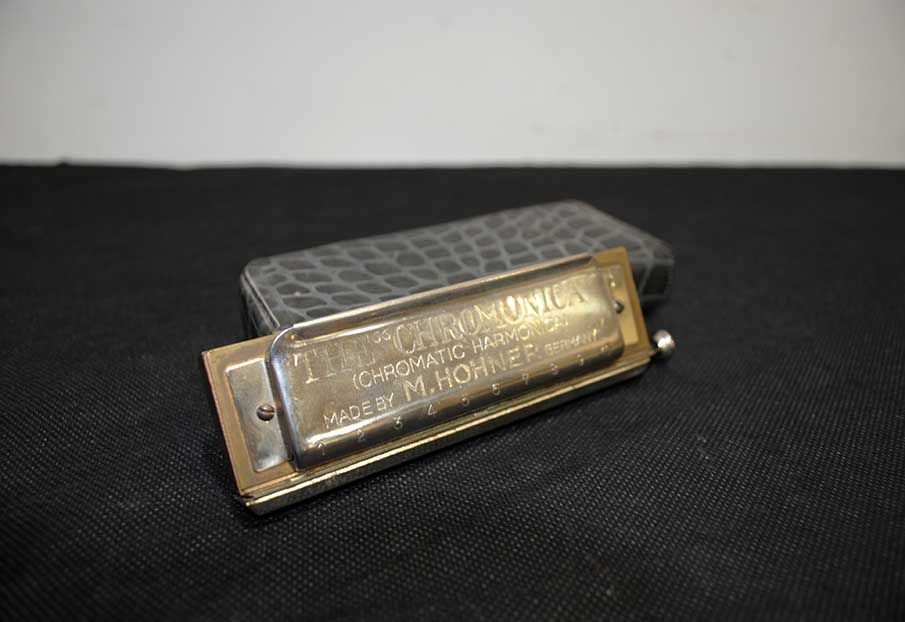 THE "CHROMONICA"
(CHROMATIC HARMONICA)
MADE BY M. HOHNER GERMANY
1 2 3 4 5 6 7 8 9 10